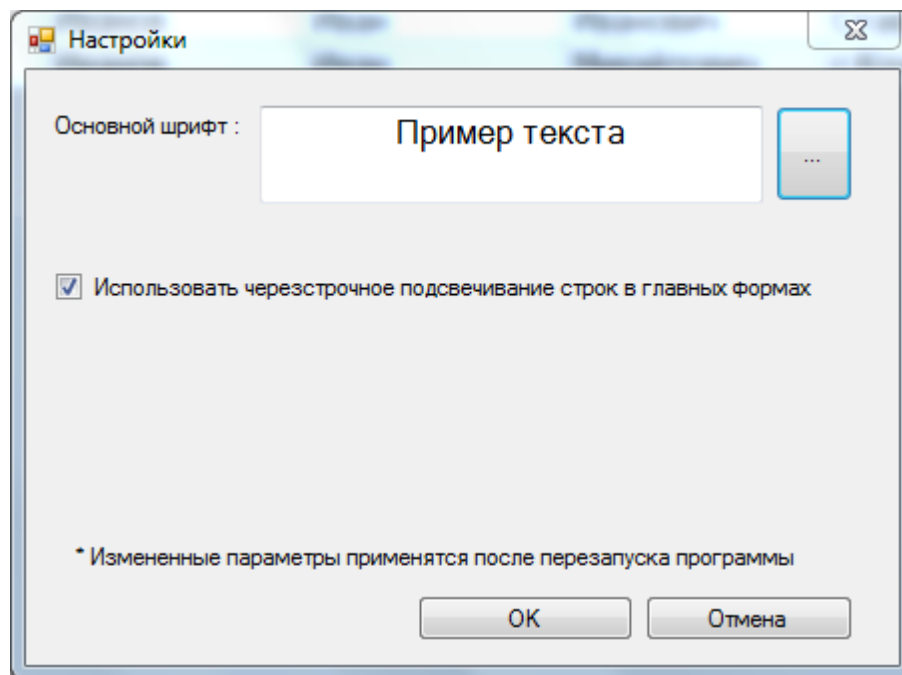 Настройки
Основной шрифт :
Пример текста
...
Использовать черезстрочное подсвечивание строк в главных формах
* Измененные параметры применятся после перезапуска программы
OK
Отмена